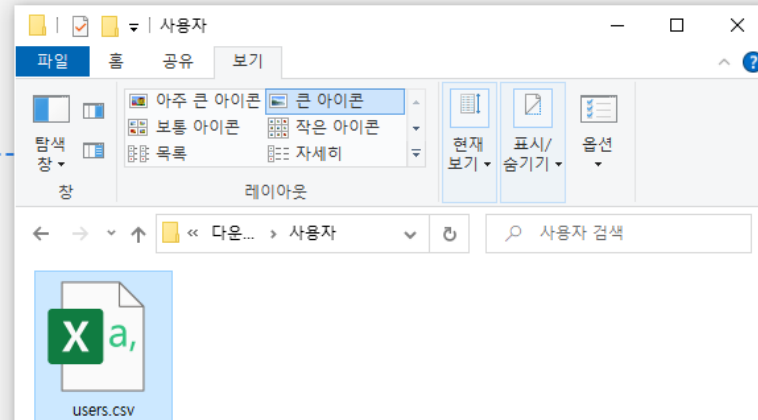 사용자
파일 홈 공유 보기
아주 큰 아이콘 큰 아이콘
보통 아이콘 작은 아이콘
목록 자세히
탐색
창
현재
보기
표시/
숨기기
옵션
창 레이아웃
« 다운... › 사용자
사용자 검색
X a,
users.csv